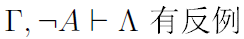 Γ, ¬A ⊢ Λ 有反例